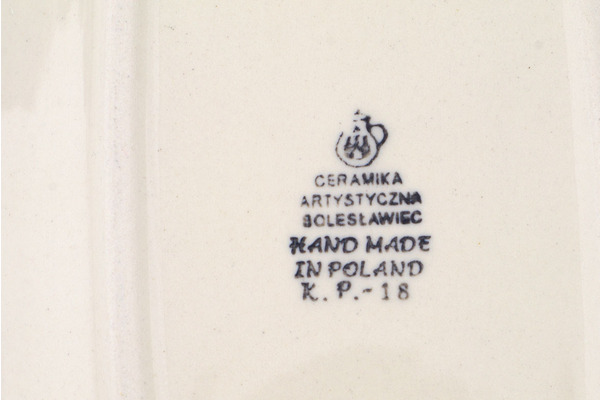 CERAMIKA
ARTYSTYCZNA
BOLESŁAWIEC
HAND MADE
IN POLAND
K. P.-18